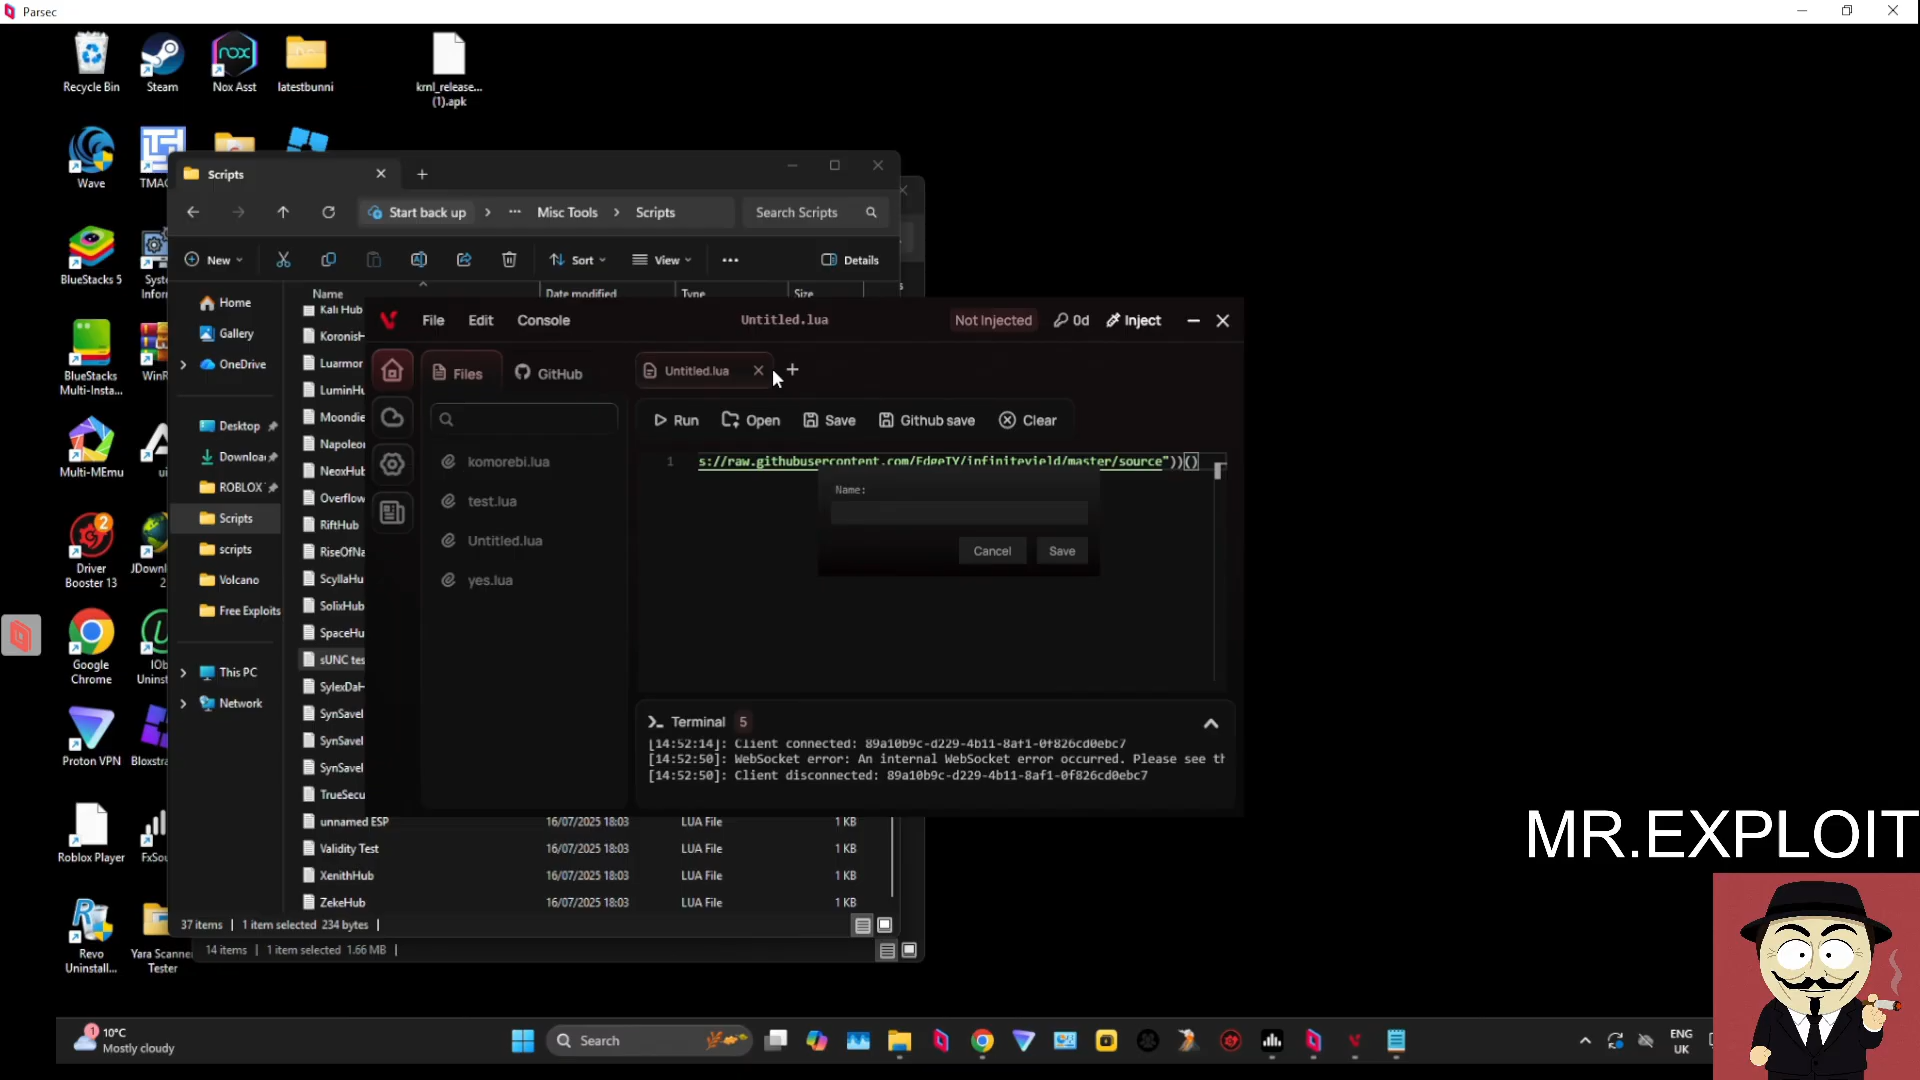 Parsec
Recycle Bin
Steam
Nox Asst
latestbunni
krnl_release...
(1).apk
Wave
BlueStacks 5
BlueStacks
Multi-Insta...
Multi-MEmu
Driver
Booster 13
Google
Chrome
Proton VPN
Roblox Player
Revo
Uninstall...
Yara Scanner
Tester
Scripts
Start back up
Misc Tools
Scripts
Search Scripts
New
Sort
View
Details
Name
Date modified
Type
Size
Home
Gallery
OneDrive
Desktop
ROBLOX
Scripts
scripts
Volcano
Free Exploits
This PC
Network
Kali Hub
Luarmor
RiftHub
unnamed ESP 16/07/2025 18:03 LUA File 1 KB
Validity Test 16/07/2025 18:03 LUA File 1 KB
XenithHub 16/07/2025 18:03 LUA File 1 KB
ZekeHub 16/07/2025 18:03 LUA File 1 KB
37 items
1 item selected 234 bytes
14 items
1 item selected 1.66 MB
File
Edit
Console
Untitled.lua
Not Injected
0d
Inject
Files
GitHub
Untitled.lua
Run
Open
Save
Github save
Clear
komorebi.lua
test.lua
Untitled.lua
yes.lua
1
s://raw.githubusercontent.com/EdgeIY/infiniteyield/master/source"))()
Name:
Cancel
Save
Terminal 5
[14:52:14]: Client connected: 89a10b9c-d229-4b11-8af1-0f826cd0ebc7
[14:52:50]: WebSocket error: An internal WebSocket error occurred. Please see th
[14:52:50]: Client disconnected: 89a10b9c-d229-4b11-8af1-0f826cd0ebc7
MR.EXPLOIT
1
10°C
Mostly cloudy
Search
ENG
UK